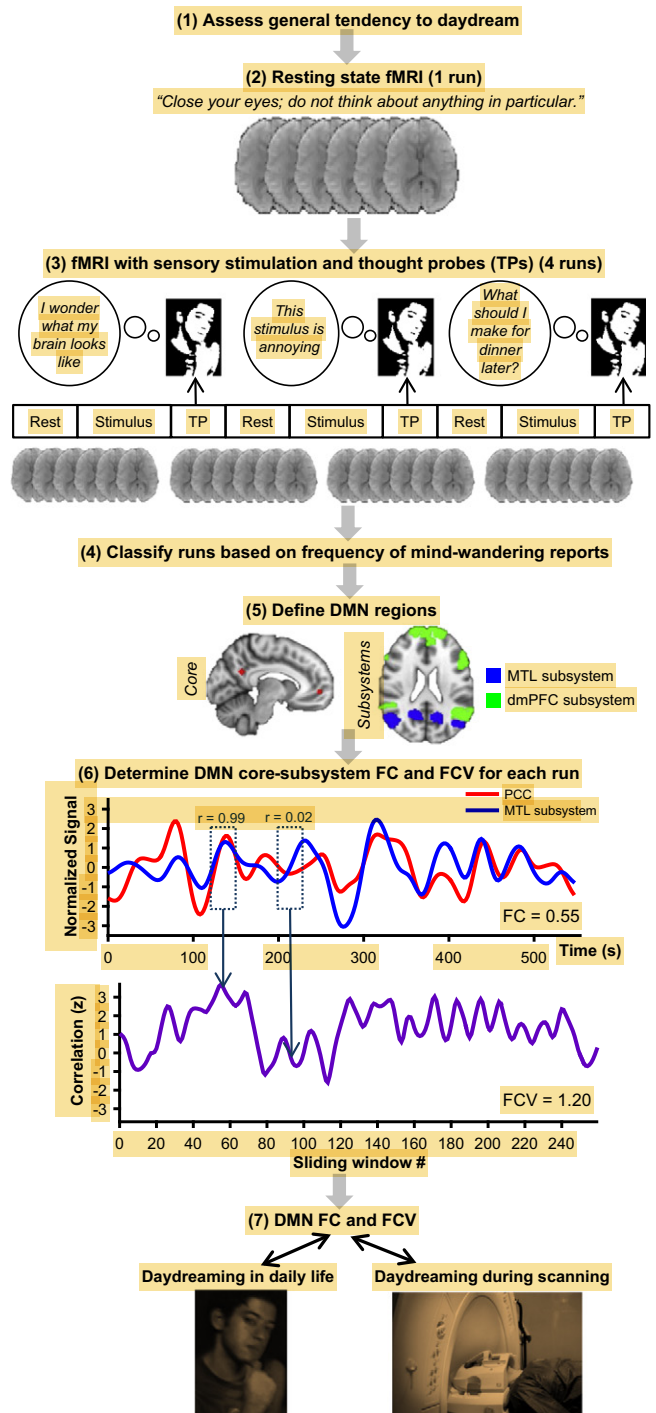 (1) Assess general tendency to daydream
(2) Resting state fMRI (1 run)
“Close your eyes; do not think about anything in particular.”
(3) fMRI with sensory stimulation and thought probes (TPs) (4 runs)
I wonder
what my
brain looks
like
This
stimulus is
annoying
What
should I
make for
dinner
later?
Rest Stimulus TP Rest Stimulus TP Rest Stimulus TP
(4) Classify runs based on frequency of mind-wandering reports
(5) Define DMN regions
Core
Subsystems
MTL subsystem
dmPFC subsystem
(6) Determine DMN core-subsystem FC and FCV for each run
PCC
MTL subsystem
r = 0.99 r = 0.02
Normalized Signal
3
2
1
0
-1
-2
-3
FC = 0.55
0 100 200 300 400 500 Time (s)
Correlation (z)
3
2
1
0
-1
-2
-3
FCV = 1.20
0 20 40 60 80 100 120 140 160 180 200 220 240
Sliding window #
(7) DMN FC and FCV
Daydreaming in daily life Daydreaming during scanning